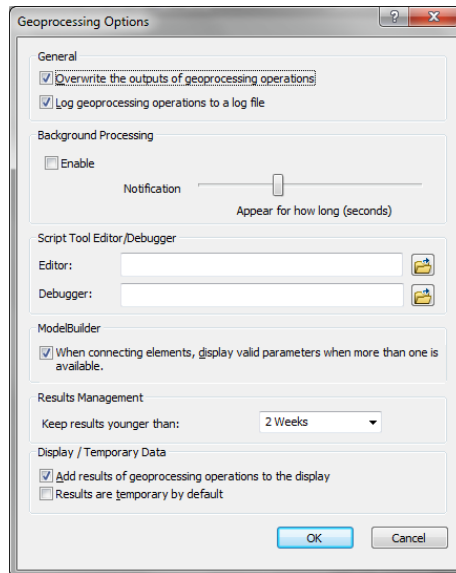 Geoprocessing Options
General
Overwrite the outputs of geoprocessing operations
Log geoprocessing operations to a log file
Background Processing
Enable
Notification
Appear for how long (seconds)
Script Tool Editor/Debugger
Editor:
Debugger:
ModelBuilder
When connecting elements, display valid parameters when more than one is
available.
Results Management
Keep results younger than: 2 Weeks
Display / Temporary Data
Add results of geoprocessing operations to the display
Results are temporary by default
OK Cancel